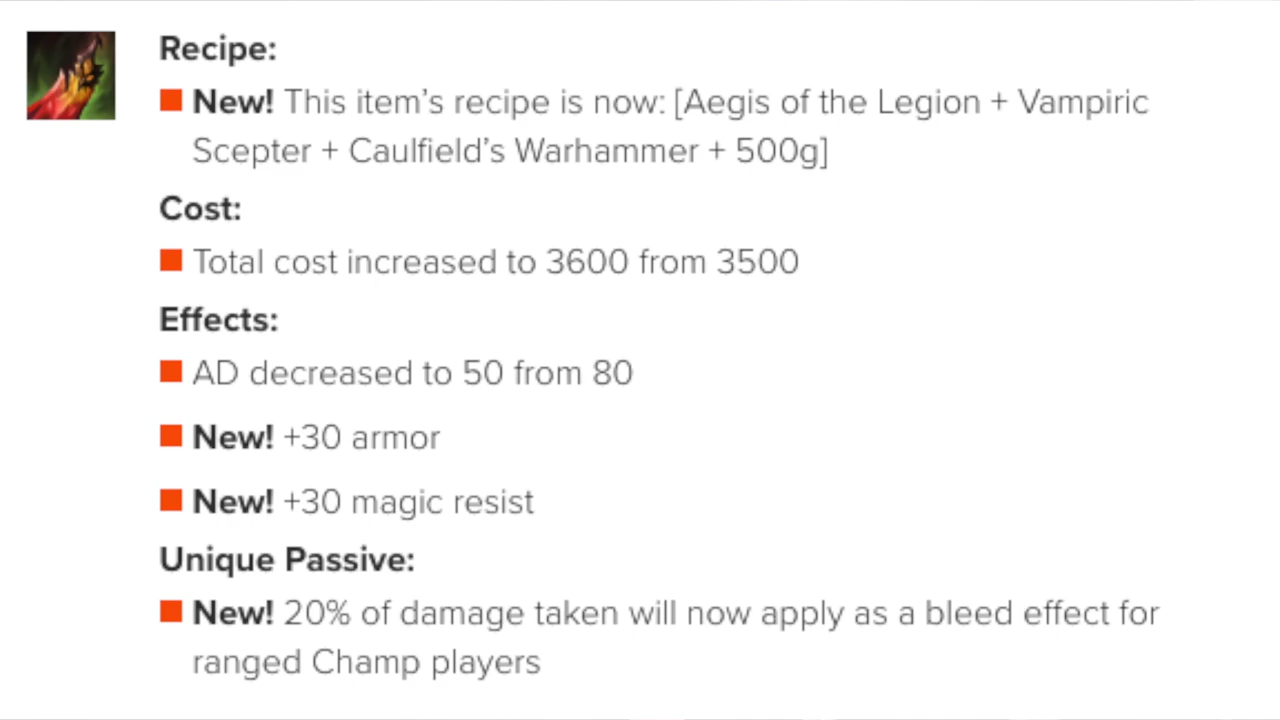 Recipe:
New! This item’s recipe is now: [Aegis of the Legion + Vampiric
Scepter + Caulfield’s Warhammer + 500g]
Cost:
Total cost increased to 3600 from 3500
Effects:
AD decreased to 50 from 80
New! +30 armor
New! +30 magic resist
Unique Passive:
New! 20% of damage taken will now apply as a bleed effect for
ranged Champ players